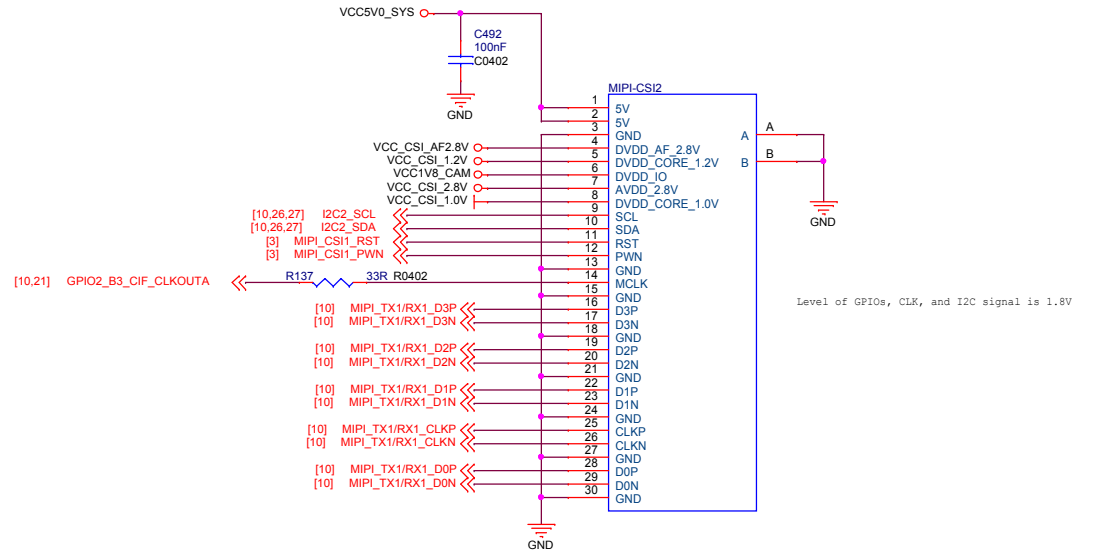 VCC5V0_SYS
C492
100nF
C0402
GND
MIPI-CSI2
1 5V
2 5V
3 GND
VCC_CSI_AF2.8V 4 DVDD_AF_2.8V
VCC_CSI_1.2V 5 DVDD_CORE_1.2V
VCC1V8_CAM 6 DVDD_IO
VCC_CSI_2.8V 7 AVDD_2.8V
VCC_CSI_1.0V 8 DVDD_CORE_1.0V
[10,26,27] I2C2_SCL 9 SCL
[10,26,27] I2C2_SDA 10 SDA
[3] MIPI_CSI1_RST 11 RST
[3] MIPI_CSI1_PWN 12 PWN
13 GND
[10,21] GPIO2_B3_CIF_CLKOUTA R137 33R R0402 14 MCLK
15 GND
[10] MIPI_TX1/RX1_D3P 16 D3P
[10] MIPI_TX1/RX1_D3N 17 D3N
18 GND
[10] MIPI_TX1/RX1_D2P 19 D2P
[10] MIPI_TX1/RX1_D2N 20 D2N
21 GND
[10] MIPI_TX1/RX1_D1P 22 D1P
[10] MIPI_TX1/RX1_D1N 23 D1N
24 GND
[10] MIPI_TX1/RX1_CLKP 25 CLKP
[10] MIPI_TX1/RX1_CLKN 26 CLKN
27 GND
[10] MIPI_TX1/RX1_D0P 28 D0P
[10] MIPI_TX1/RX1_D0N 29 D0N
30 GND
GND
A A
B B
GND
Level of GPIOs, CLK, and I2C signal is 1.8V